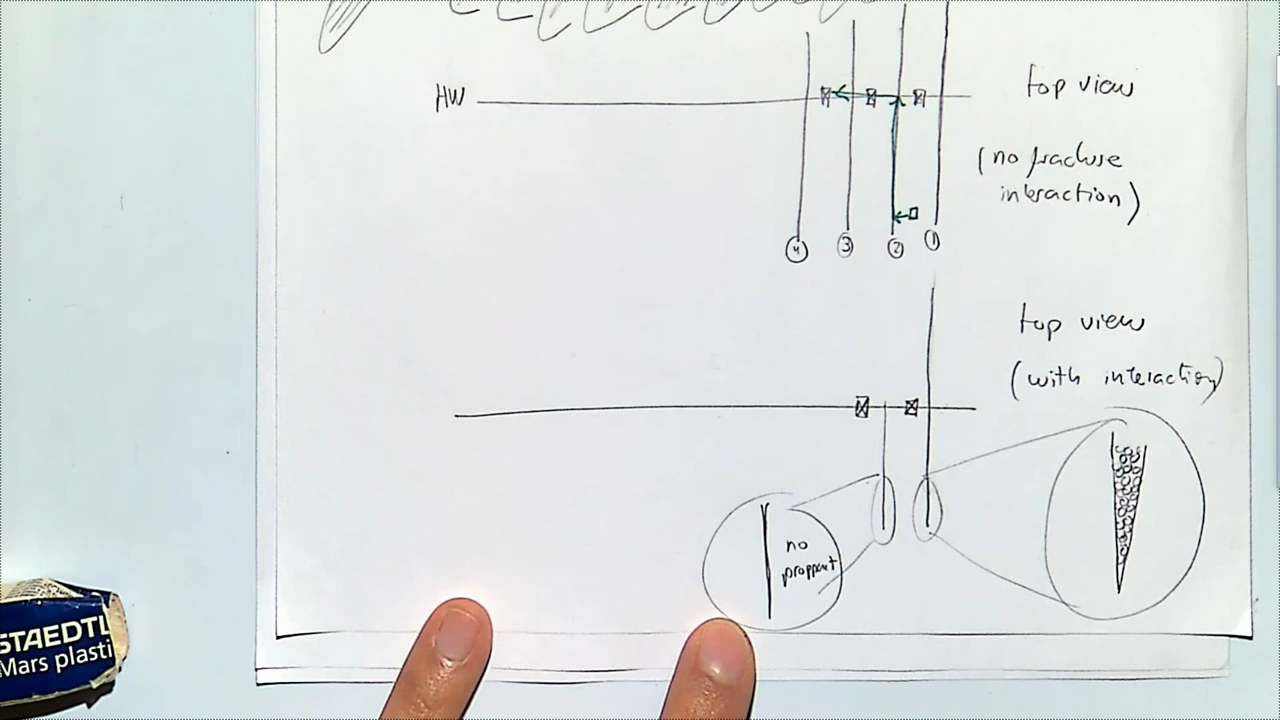 HW
top view
(no fracture
interaction)
4 3 2 1
top view
(with interaction)
no
proppant
STAEDTL
Mars plasti